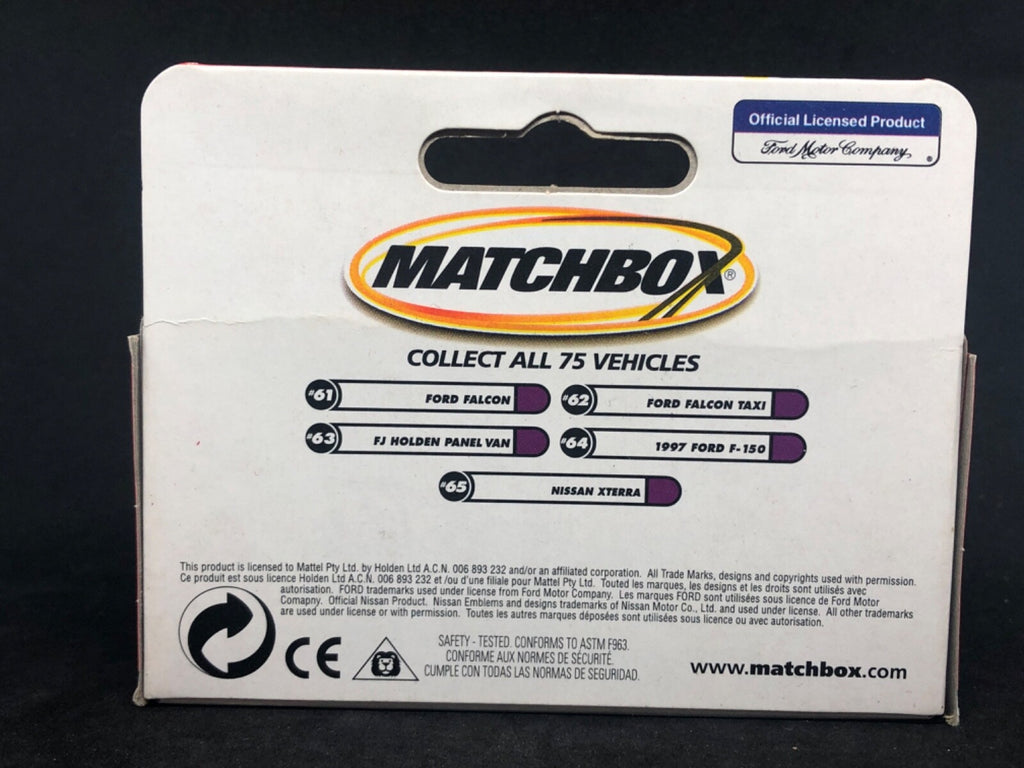 Official Licensed Product
Ford Motor Company
MATCHBOX®
COLLECT ALL 75 VEHICLES
#61 FORD FALCON
#62 FORD FALCON TAXI
#63 FJ HOLDEN PANEL VAN
#64 1997 FORD F-150
#65 NISSAN XTERRA
This product is licensed to Mattel Pty Ltd. by Holden Ltd A.C.N. 006 893 232 and/or an affiliated corporation. All Trade Marks, designs and copyrights used with permission.
Ce produit est sous licence Holden Ltd A.C.N. 006 893 232 et /ou d'une filiale pour Mattel Pty Ltd. Touted les marques, les designs et les droits sont utilisés avec
autorisation. FORD trademarks used under license from Ford Motor Company. Les marques FORD sont utilisées sous licence de Ford Motor
Comapny. Official Nissan Product. Nissan Emblems and designs trademarks of Nissan Motor Co., Ltd. and used under license. All other trademarks
are used under license or with permission. Toutes les autres marques déposées sont utilisées sous licence ou avec autorisation.
CE
SAFETY - TESTED. CONFORMS TO ASTM F963.
CONFORME AUX NORMES DE SÉCURITÉ.
CUMPLE CON TODAS LAS NORMAS DE SEGURIDAD.
www.matchbox.com